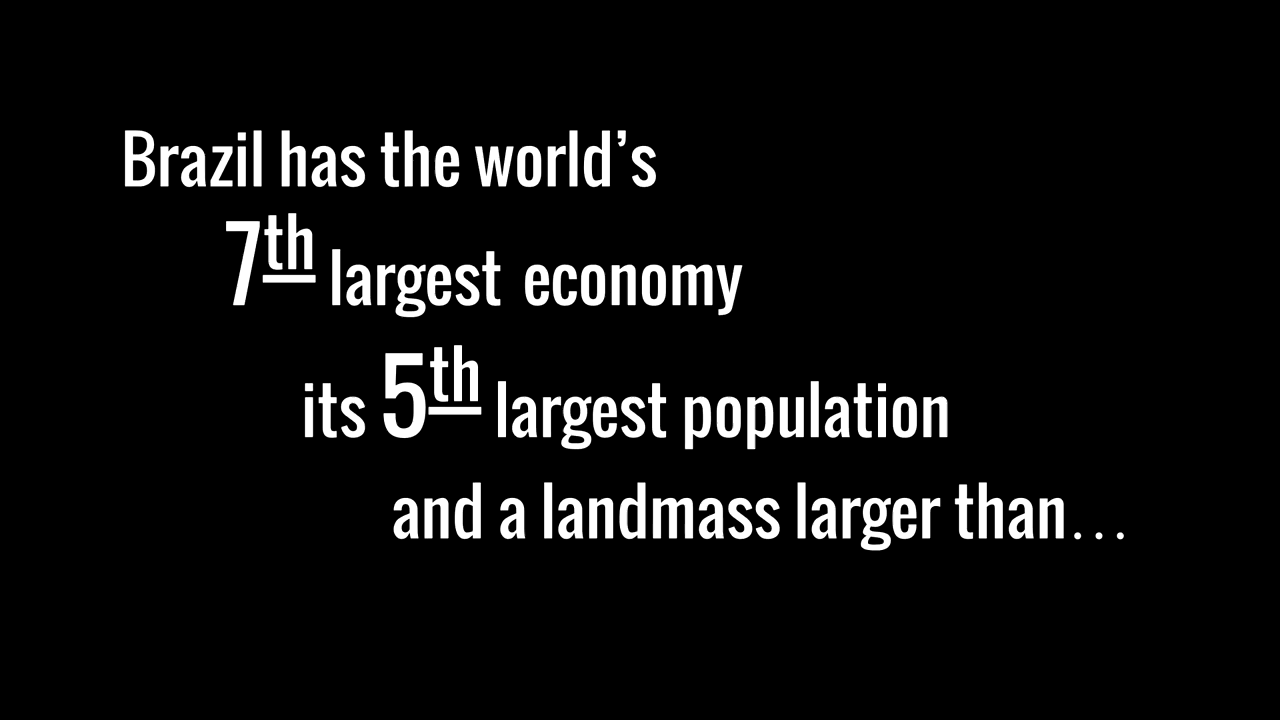 Brazil has the world’s
7th largest economy
its 5th largest population
and a landmass larger than…